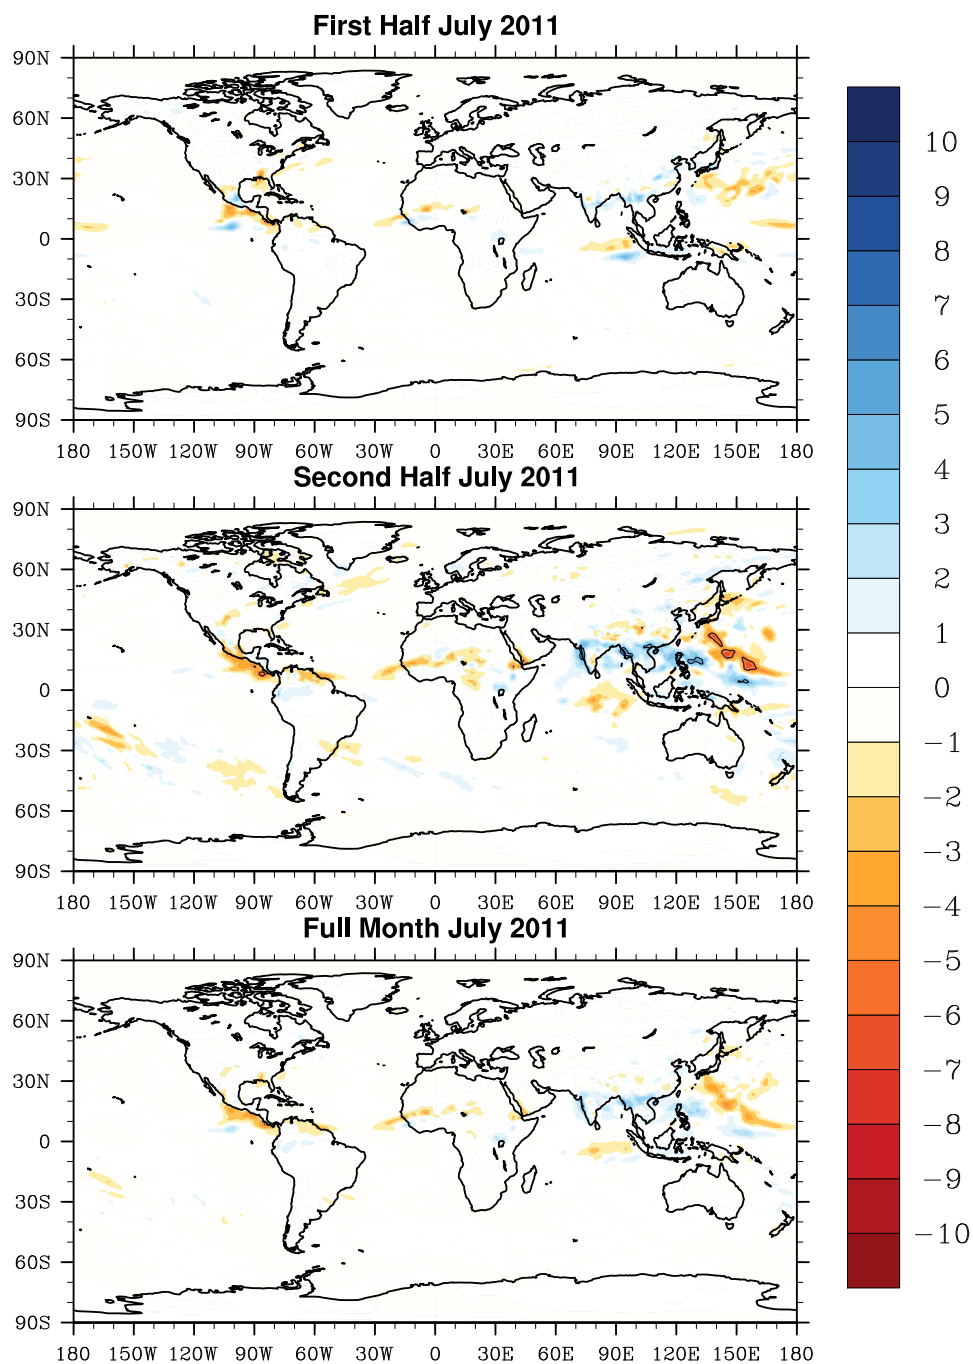 First Half July 2011
90N
60N
30N
0
30S
60S
90S
180 150W 120W 90W 60W 30W 0 30E 60E 90E 120E 150E 180
Second Half July 2011
90N
60N
30N
0
30S
60S
90S
180 150W 120W 90W 60W 30W 0 30E 60E 90E 120E 150E 180
Full Month July 2011
90N
60N
30N
0
30S
60S
90S
180 150W 120W 90W 60W 30W 0 30E 60E 90E 120E 150E 180
10
9
8
7
6
5
4
3
2
1
0
−1
−2
−3
−4
−5
−6
−7
−8
−9
−10